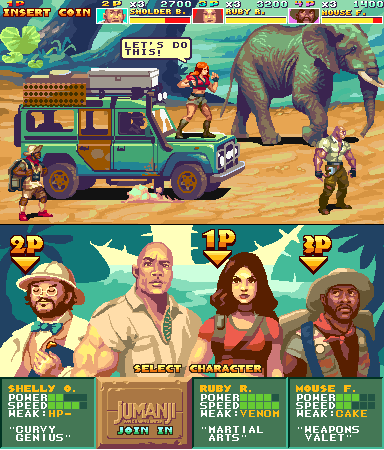 1P
INSERT COIN
2P X3 2700
SHOLDER B.
3P X3 3200
RUBY R.
4P X3 1400
MOUSE F.
LET'S DO
THIS!
2P
1P
3P
SELECT CHARACTER
SHELLY O.
POWER
SPEED
WEAK:HP-
"CURVY
GENIUS"
JUMANJI
JOIN IN
RUBY R.
POWER
SPEED
WEAK:VENOM
"MARTIAL
ARTS"
MOUSE F.
POWER
SPEED
WEAK:CAKE
"WEAPONS
VALET"